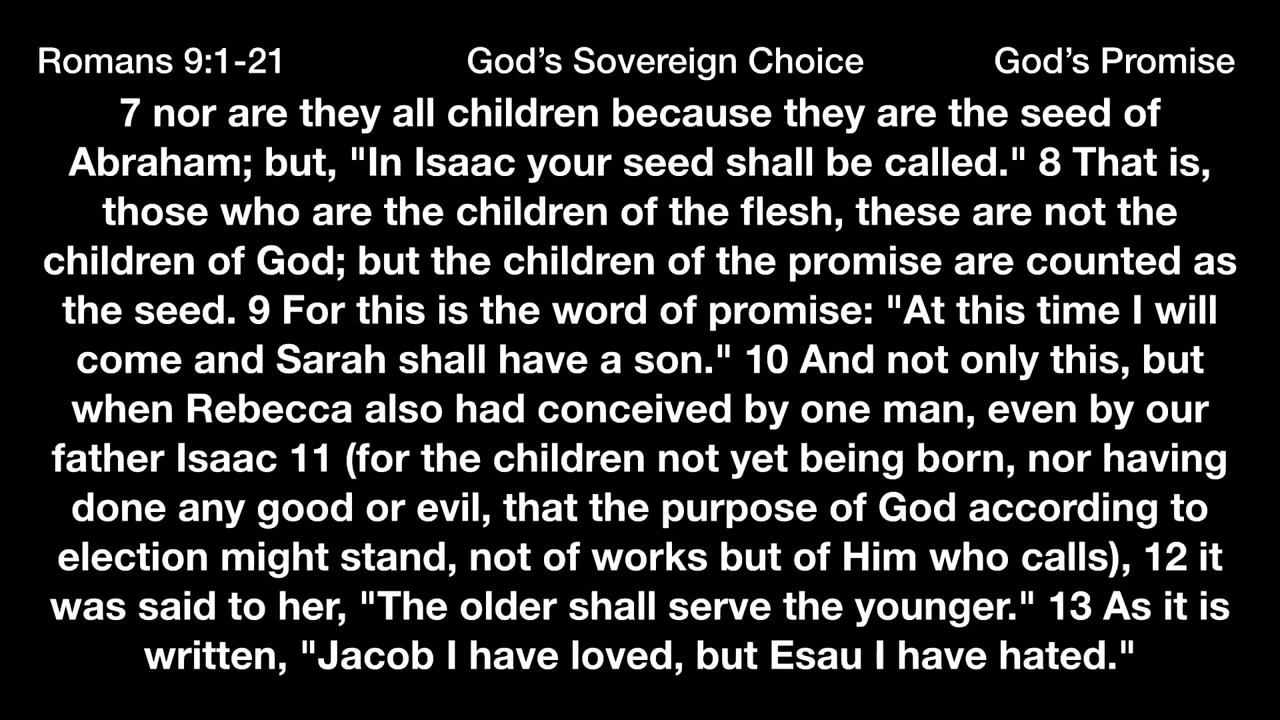 Romans 9:1-21 God’s Sovereign Choice God’s Promise
7 nor are they all children because they are the seed of
Abraham; but, "In Isaac your seed shall be called." 8 That is,
those who are the children of the flesh, these are not the
children of God; but the children of the promise are counted as
the seed. 9 For this is the word of promise: "At this time I will
come and Sarah shall have a son." 10 And not only this, but
when Rebecca also had conceived by one man, even by our
father Isaac 11 (for the children not yet being born, nor having
done any good or evil, that the purpose of God according to
election might stand, not of works but of Him who calls), 12 it
was said to her, "The older shall serve the younger." 13 As it is
written, "Jacob I have loved, but Esau I have hated."